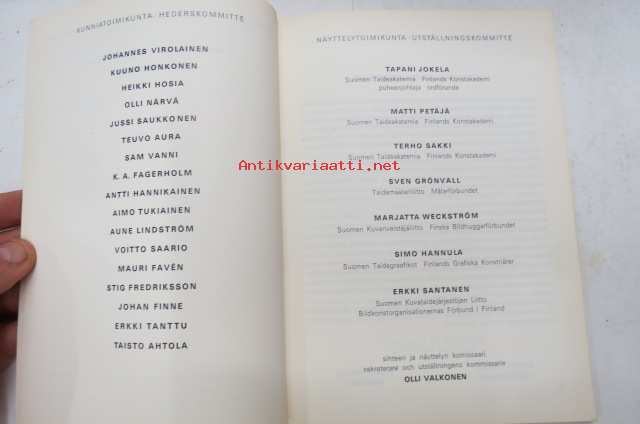 KUNNIATOIMIKUNTA · HEDERSKOMMITTÉ
JOHANNES VIROLAINEN
KUUNO HONKONEN
HEIKKI HOSIA
OLLI NÄRVÄ
JUSSI SAUKKONEN
TEUVO AURA
SAM VANNI
K. A. FAGERHOLM
ANTTI HANNIKAINEN
AIMO TUKIAINEN
AUNE LINDSTRÖM
VOITTO SAARIO
MAURI FAVÉN
STIG FREDRIKSSON
JOHAN FINNE
ERKKI TANTTU
TAISTO AHTOLA
NÄYTTELYTOIMIKUNTA · UTSTÄLLNINGSKOMMITTÉ
TAPANI JOKELA
Suomen Taideakatemia Finlands Konstakademi
puheenjohtaja ordförande
MATTI PETÄJÄ
Suomen Taideakatemia Finlands Konstakademi
TERHO SAKKI
Suomen Taideakatemia Finlands Konstakademi
SVEN GRÖNVALL
Taidemaalariliitto Målarförbundet
MARJATTA WECKSTRÖM
Suomen Kuvanveistäjäliitto Finska Bildhuggarförbundet
SIMO HANNULA
Suomen Taidegraafikot Finlands Grafiska Konstnärer
ERKKI SANTANEN
Suomen Kuvataidejärjestöjen Liitto
Bildkonstorganisationernas Förbund i Finland
sihteeri ja näyttelyn komissaari
sekreterare och utställningens kommissarie
OLLI VALKONEN
Antikvariaatti.net